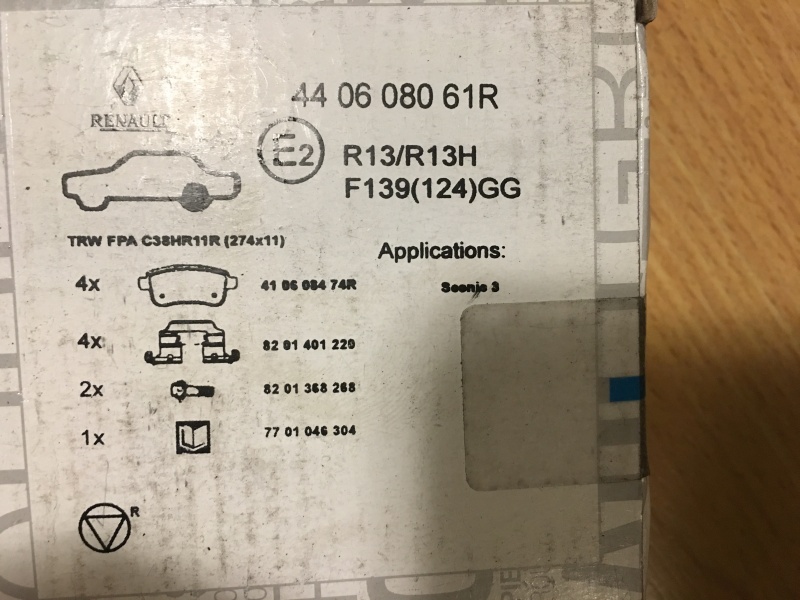 44 06 080 61R
RENAULT
E2
R13/R13H
F139(124)GG
TRW FPA C38HR11R (274x11)
Applications:
4x 41 06 084 74R
Scenic 3
4x 82 01 401 220
2x 82 01 368 268
1x 77 01 046 304
R